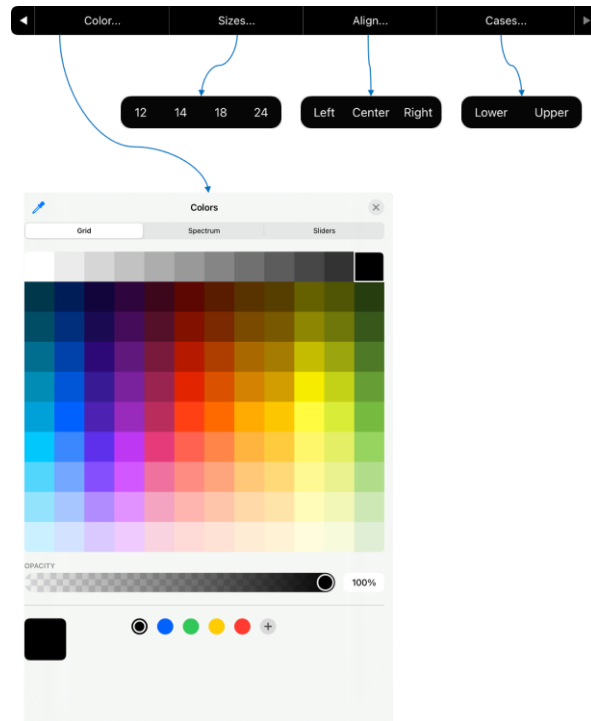 Color... Sizes... Align... Cases...
12 14 18 24
Left Center Right
Lower Upper
Colors
Grid Spectrum Sliders
OPACITY
100%